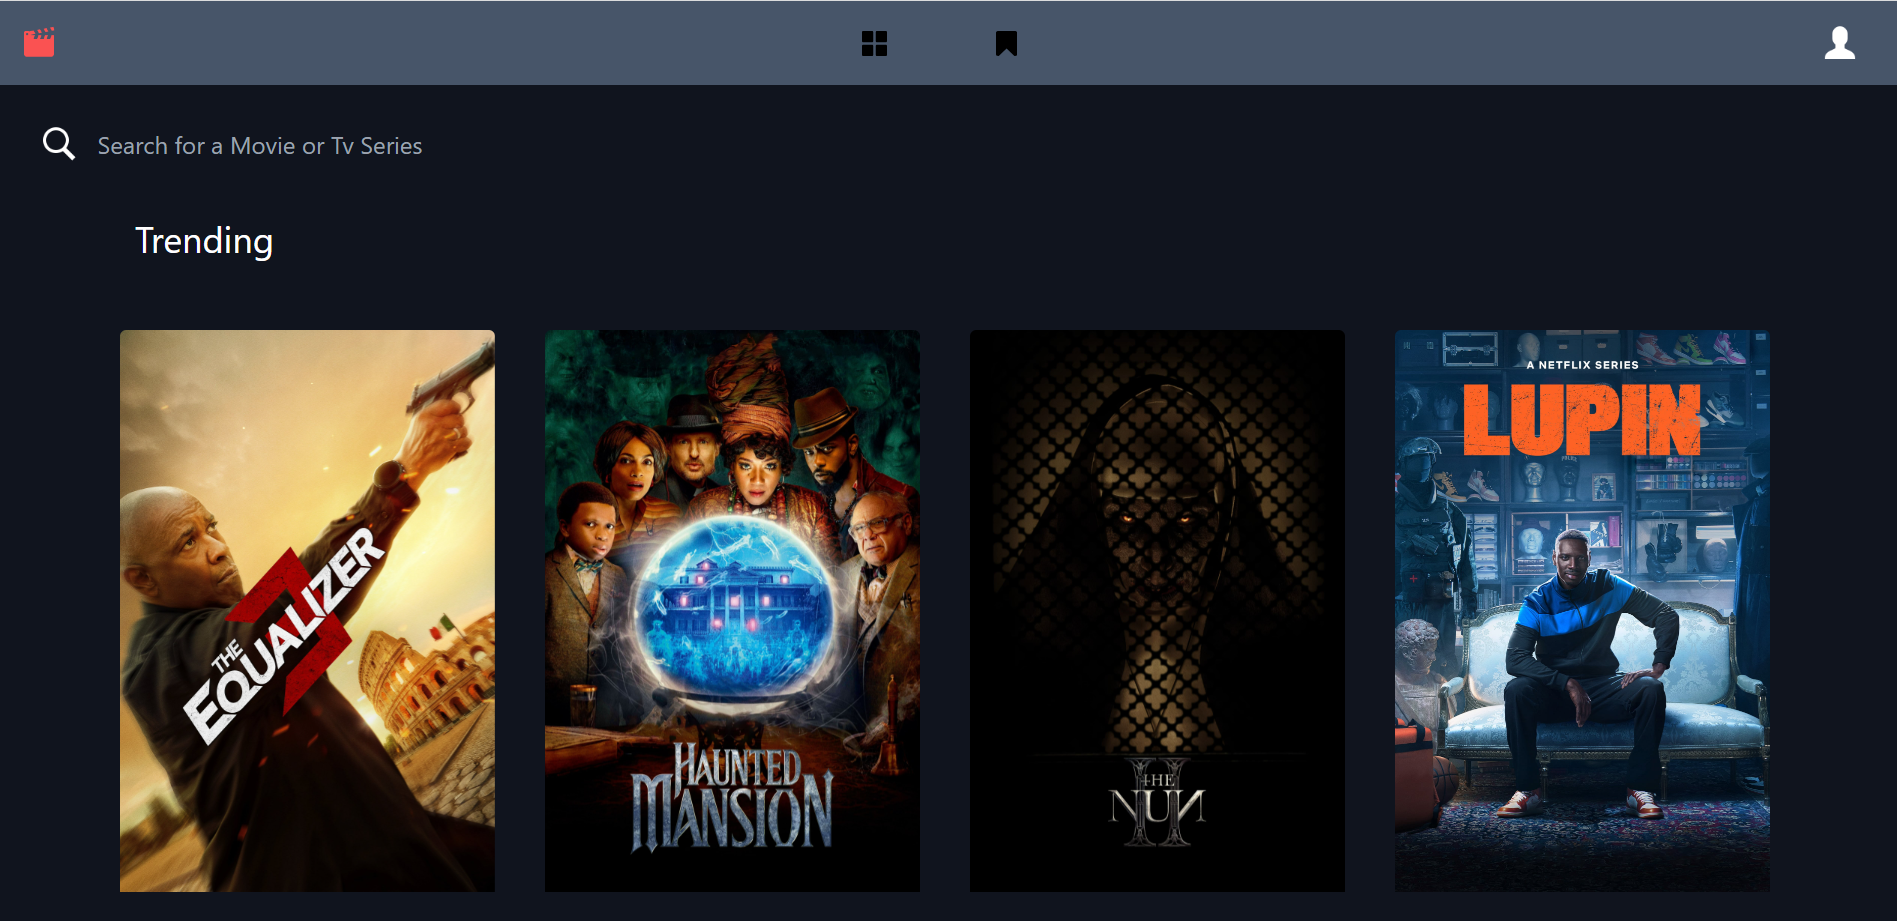 Search for a Movie or Tv Series
Trending
THE
EQUALIZER
3
HAUNTED
MANSION
THE
NUN
II
A NETFLIX SERIES
LUPIN